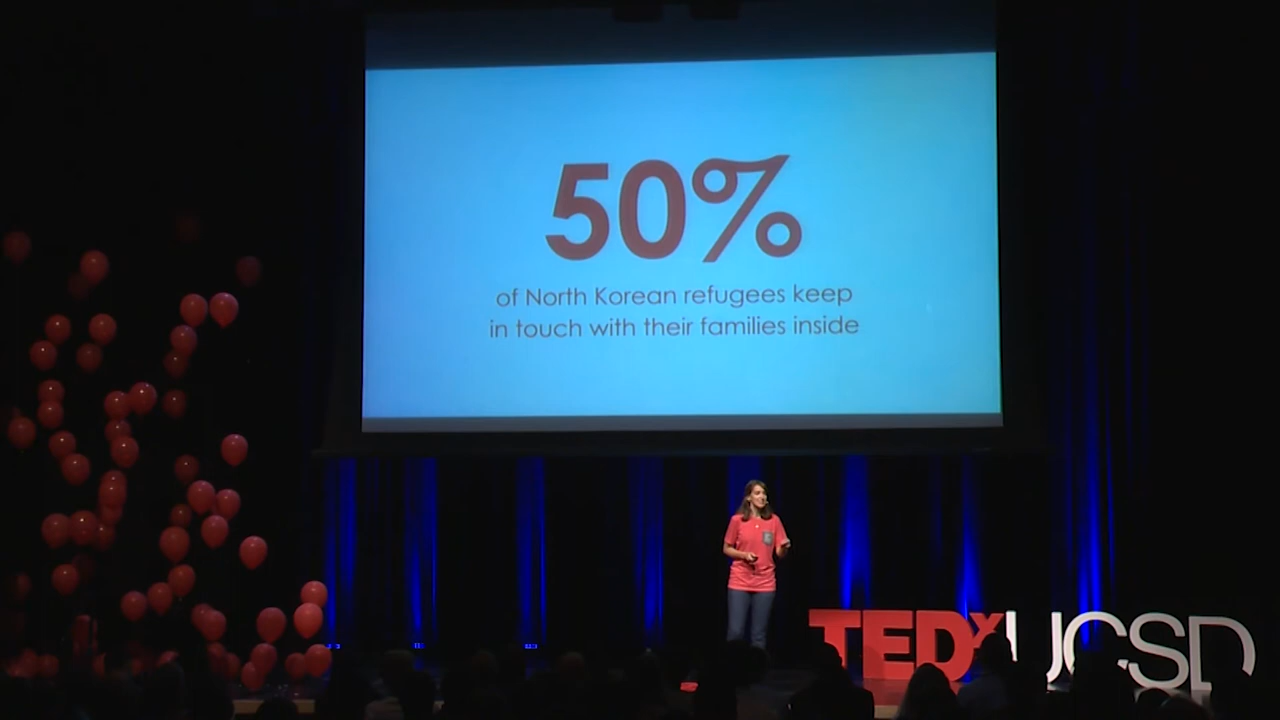 50%
of North Korean refugees keep
in touch with their families inside
TEDxUCSD